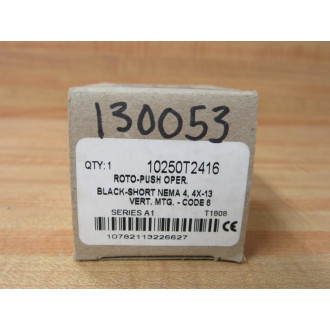 130053
QTY: 1 10250T2416
ROTO-PUSH OPER.
BLACK-SHORT NEMA 4, 4X-13
VERT. MTG. - CODE 6
SERIES A1 T1808
10782113226627
CE